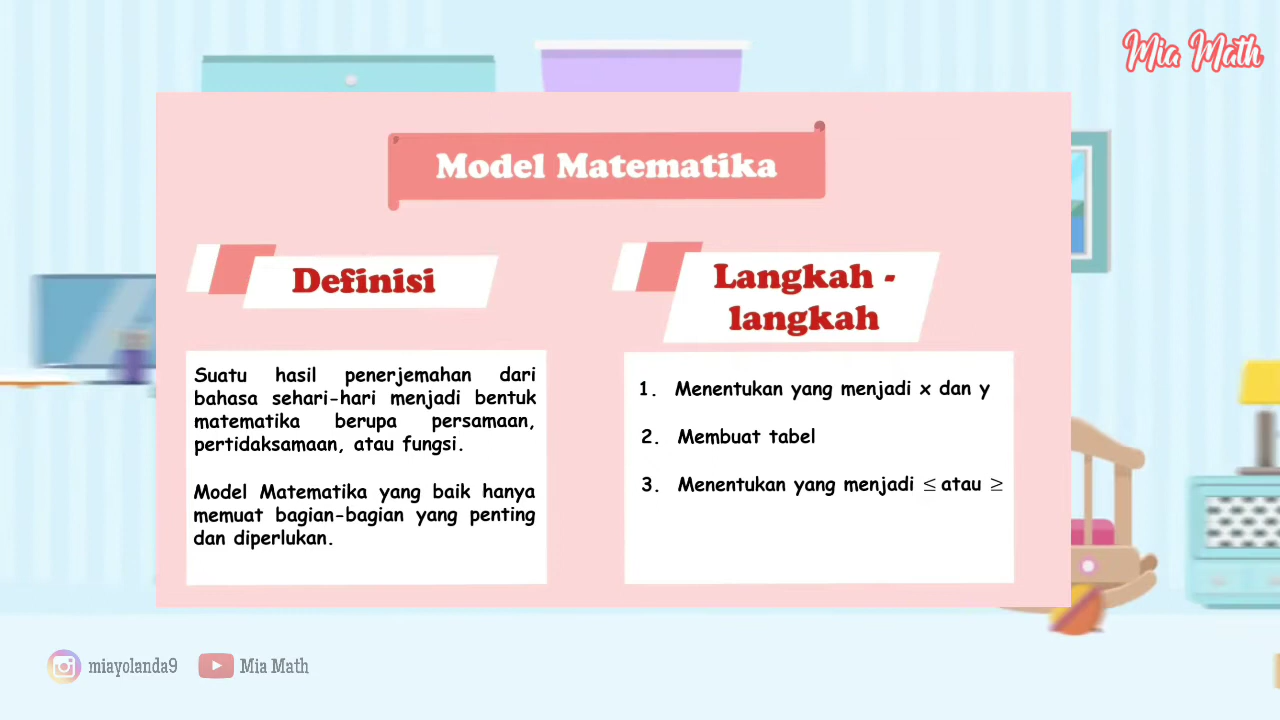 Mia Math
Model Matematika
Definisi
Suatu hasil penerjemahan dari
bahasa sehari-hari menjadi bentuk
matematika berupa persamaan,
pertidaksamaan, atau fungsi.
Model Matematika yang baik hanya
memuat bagian-bagian yang penting
dan diperlukan.
Langkah -
langkah
1. Menentukan yang menjadi x dan y
2. Membuat tabel
3. Menentukan yang menjadi ≤ atau ≥
miyolanda9 Mia Math